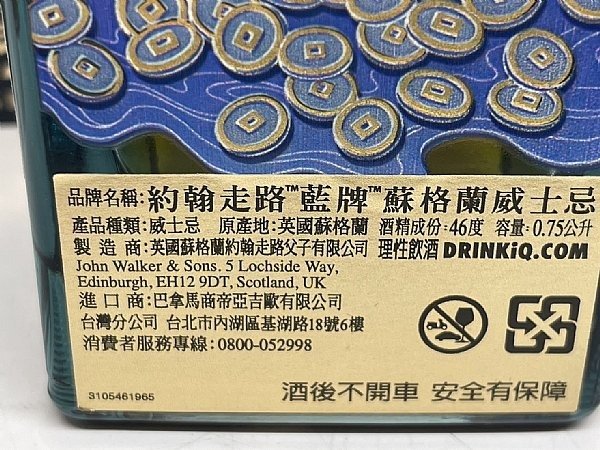 品牌名稱：約翰走路™藍牌™蘇格蘭威士忌
產品種類：威士忌 原產地：英國蘇格蘭 酒精成份：46度 容量：0.75公升
製造商：英國蘇格蘭約翰走路父子有限公司 理性飲酒 DRINKiQ.COM
John Walker & Sons. 5 Lochside Way,
Edinburgh, EH12 9DT, Scotland, UK
進口商：巴拿馬商帝亞吉歐有限公司
台灣分公司 台北市內湖區基湖路18號6樓
消費者服務專線：0800-052998
3105461965
酒後不開車 安全有保障